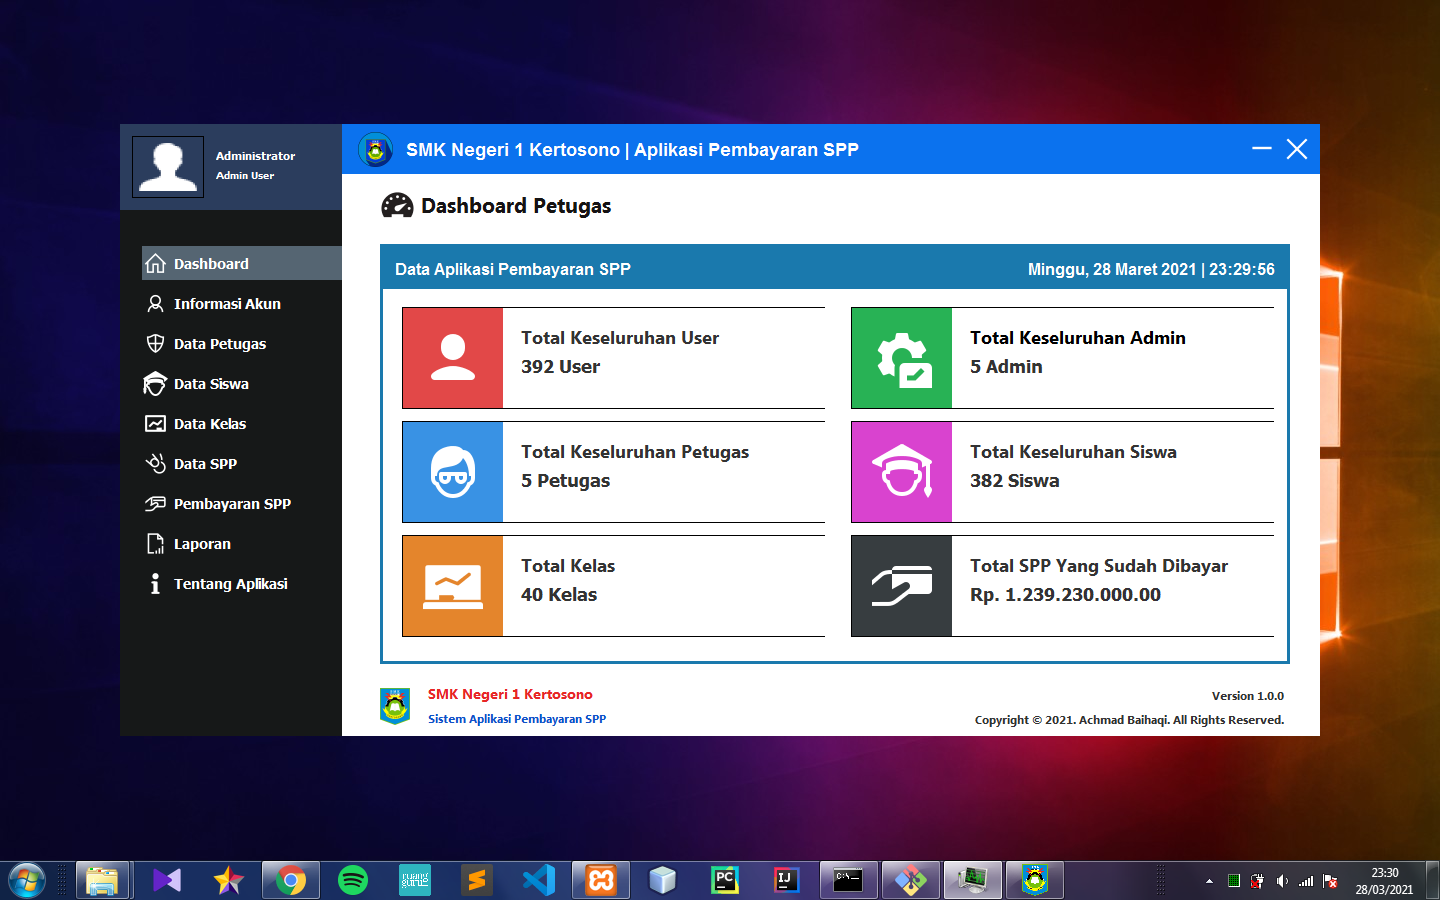 Administrator
Admin User
SMK Negeri 1 Kertosono | Aplikasi Pembayaran SPP
Dashboard Petugas
Dashboard
Informasi Akun
Data Petugas
Data Siswa
Data Kelas
Data SPP
Pembayaran SPP
Laporan
Tentang Aplikasi
Data Aplikasi Pembayaran SPP
Minggu, 28 Maret 2021 | 23:29:56
Total Keseluruhan User
392 User
Total Keseluruhan Admin
5 Admin
Total Keseluruhan Petugas
5 Petugas
Total Keseluruhan Siswa
382 Siswa
Total Kelas
40 Kelas
Total SPP Yang Sudah Dibayar
Rp. 1.239.230.000.00
SMK Negeri 1 Kertosono
Sistem Aplikasi Pembayaran SPP
Version 1.0.0
Copyright © 2021. Achmad Baihaqi. All Rights Reserved.
ruang
guru
PC
IJ
C:\
23:30
28/03/2021